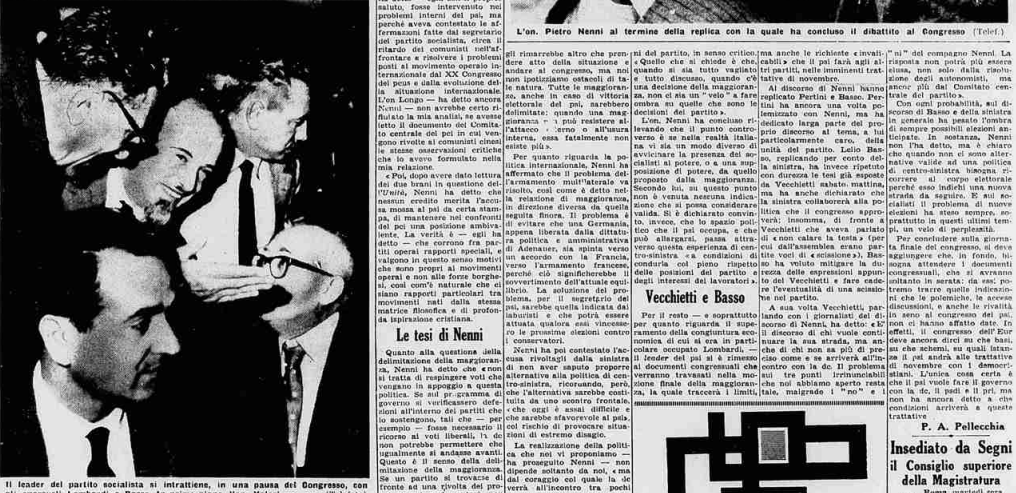 saluto, fosse intervenuto nei
problemi interni del psi, ma
perché aveva contestato le af-
fermazioni fatte dal segretario
del partito socialista, circa il
ritardo dei comunisti nell'af-
frontare e risolvere i problemi
posti al movimento operaio in-
ternazionale dal XX Congresso
del pcus e dalla evoluzione del-
la situazione internazionale.
L'on. Longo — ha detto ancora
Nenni — non avrebbe certo ri-
fiutato la mia analisi, se avesse
letto il documento del Comita-
to centrale del pci in cui ven-
gono rivolte ai comunisti cinesi
le stesse osservazioni critiche
che io avevo formulato nella
mia relazione.
« Poi, dopo avere dato lettura
dei due brani in questione del-
l'Unità, Nenni ha detto che
nessun credito merita l'accu-
sa mossa al psi da certa stam-
pa, di mantenere nei confronti
del pci una posizione ambiva-
lente. La verità è — egli ha
detto — che corrono fra par-
titi operai rapporti speciali, e
valgono in questo senso motivi
che sono propri ai movimenti
operai e non alle forze borghe-
si, così com'è naturale che ci
siano rapporti particolari tra
movimenti nati dalla stessa
matrice filosofica e di profon-
da ispirazione cristiana.
Le tesi di Nenni
Quanto alla questione della
delimitazione della maggioran-
za, Nenni ha detto che « non
si tratta di respingere voti che
vengano in appoggio a questa
politica. Se sul programma di
governo si verificassero defe-
zioni all'interno dei partiti che
lo sostengono, tali che — per
esempio — fosse necessario il
ricorso ai voti liberali, la dc
non potrebbe permettere che
ugualmente si andasse avanti.
Questo è il senso della delimi-
tazione della maggioranza.
Se un partito si trovasse di
fronte ad una rivolta dei pro-
Il leader del partito socialista si intrattiene, in una pausa del Congresso, con
L'on. Pietro Nenni al termine della replica con la quale ha concluso il dibattito al Congresso (Telef.)
gli rimarrebbe altro che pren-
dere atto della situazione e
andare al congresso, ma noi
non ipotizziamo ostacoli di ta-
le natura. Tutte le maggioran-
ze, anche in caso di vittoria
elettorale del psi, sarebbero
delimitate: quando una mag-
gioranza non può resistere al-
l'attacco esterno o all'usura
interna, essa fatalmente non
esiste più ».
Per quanto riguarda la po-
litica internazionale, Nenni ha
affermato che il problema del-
l'armamento multilaterale va
risolto, così come è detto nel-
la relazione di maggioranza,
in direzione diversa da quella
seguita finora. Il problema è
di evitare che una Germania,
appena liberata dalla dittatu-
ra politica e amministrativa
di Adenauer, sia spinta verso
un accordo con la Francia,
verso l'armamento francese,
perché ciò significherebbe il
sovvertimento dell'attuale equi-
librio. La soluzione del pro-
blema, per il segretario del
psi, sarebbe quella indicata dai
laburisti e che potrà essere
attuata qualora essi vincesse-
ro le prossime elezioni contro
i conservatori.
Nenni ha poi contestato l'ac-
cusa rivoltagli dalla sinistra
di non aver saputo proporre
alternative alla politica di cen-
tro-sinistra, ricordando, però,
che l'alternativa sarebbe costi-
tuita da uno scontro frontale,
« che oggi è assai difficile e
che sarebbe sfavorevole al psi »,
col rischio di provocare situa-
zioni di estremo disagio.
La realizzazione della politi-
ca che noi vi proponiamo —
ha proseguito Nenni — non
dipende soltanto da noi, « ma
dal coraggio col quale la dc
verrà all'incontro tra pochi
ni del partito, in senso critico.
« Quello che si chiede è che,
quando si sia tutto vagliato
e tutto discusso, quando c'è
una decisione della maggioran-
za, non ci sia un "velo" a fare
ombra su quelle che sono le
decisioni del partito ».
L'on. Nenni ha concluso ri-
levando che il punto contro-
verso è se nella realtà italia-
na vi sia un modo diverso di
avvicinare la presenza dei so-
cialisti al potere, o a una sup-
posizione di potere, da quello
proposto dalla maggioranza.
Secondo lui, su questo punto
non è venuta nessuna indica-
zione che si possa considerare
valida. Si è dichiarato convin-
to, invece, che lo spazio poli-
tico che il psi occupa, e che
può allargarsi, passa attra-
verso questa esperienza di cen-
tro-sinistra « a condizioni di
condurla col pieno rispetto
delle posizioni del partito e
degli interessi dei lavoratori ».
Vecchietti e Basso
Per il resto — e soprattutto
per quanto riguarda il supera-
mento della congiuntura eco-
nomica di cui si era in parti-
colare occupato Lombardi, —
il leader del psi si è rimesso
ai documenti congressuali che
verranno travasati nella mo-
zione finale della maggioran-
za, la quale traccerà i limiti,
ma anche le richieste « invali-
cabili » che il psi farà agli al-
tri partiti, nelle imminenti trat-
tative di novembre.
Al discorso di Nenni hanno
replicato Pertini e Basso. Per-
tini ha ancora una volta po-
lemizzato con Nenni, ma ha
dedicato larga parte del pro-
prio discorso al tema, a lui
particolarmente caro, della
unità del partito. Lelio Bas-
so, replicando per conto del-
la sinistra, ha invece ripetuto
con durezza le tesi già esposte
da Vecchietti sabato mattina,
ma ha anche dichiarato che
la sinistra collaborerà alla po-
litica che il congresso appro-
verà; insomma, di fronte a
Vecchietti che aveva parlato
di « non calare la testa » (per
cui dall'assemblea erano par-
tite voci di « scissione »), Bas-
so ha voluto mitigare la du-
rezza delle espressioni appun-
to del Vecchietti e fare cade-
re l'eventualità di una scissio-
ne nel partito.
A sua volta Vecchietti, par-
lando con i giornalisti del di-
scorso di Nenni, ha detto: « E'
il discorso di chi vuole conti-
nuare la sua strada, ma an-
che di chi non sa più di pre-
ciso come e se arriverà all'in-
contro con la dc. Il problema
sui tre punti irrinunciabili
che noi abbiamo aperto resta
tale, malgrado i "no" e i
"ni" del compagno Nenni. La
risposta non potrà più essere
elusa, non solo dalla risolu-
zione degli autonomisti, ma
ancor più dal Comitato cen-
trale del partito ».
Con ogni probabilità, sul di-
scorso di Basso e della sinistra
in generale ha pesato l'ombra
di sempre possibili elezioni an-
ticipate. In sostanza, Nenni
non l'ha detto, ma è chiaro
che quando non ci sono alter-
native valide ad una politica
di centro-sinistra bisogna ri-
correre al corpo elettorale
perché esso indichi una nuova
strada da seguire. E sui so-
cialisti il problema di nuove
elezioni ha steso sempre, so-
prattutto in questi ultimi tem-
pi, un velo di perplessità.
Per concludere sulla giorna-
ta finale del congresso, si deve
aggiungere che, in fondo, bi-
sogna attendere i documenti
congressuali, che si avranno
soltanto in serata: da essi po-
tremo trarre quelle indicazio-
ni che le polemiche, le accese
discussioni, e anche le rivalità
in seno al congresso del psi,
non ci hanno affatto date. In
effetti, il congresso dell'Eur
deve ancora dirci su che basi,
su che schemi, su quali istan-
ze il psi andrà alle trattative
di novembre con i democri-
stiani. L'unica cosa certa è
che il psi vuole fare il governo
con la dc, il psdi e il pri, ma
non ha ancora detto a che
condizioni arriverà a queste
trattative
P. A. Pellecchia
Insediato da Segni
il Consiglio superiore
della Magistratura